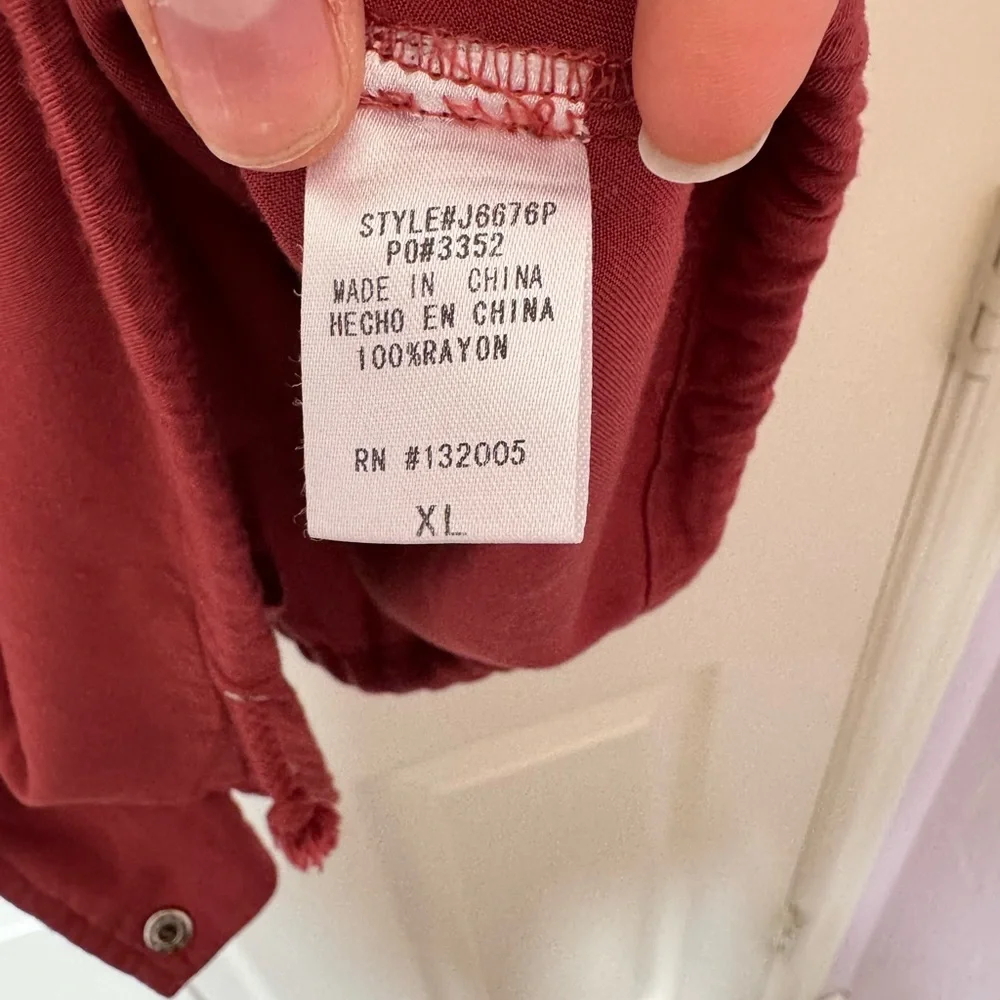 STYLE#J6676P
PO#3352
MADE IN CHINA
HECHO EN CHINA
100%RAYON
RN #132005
XL